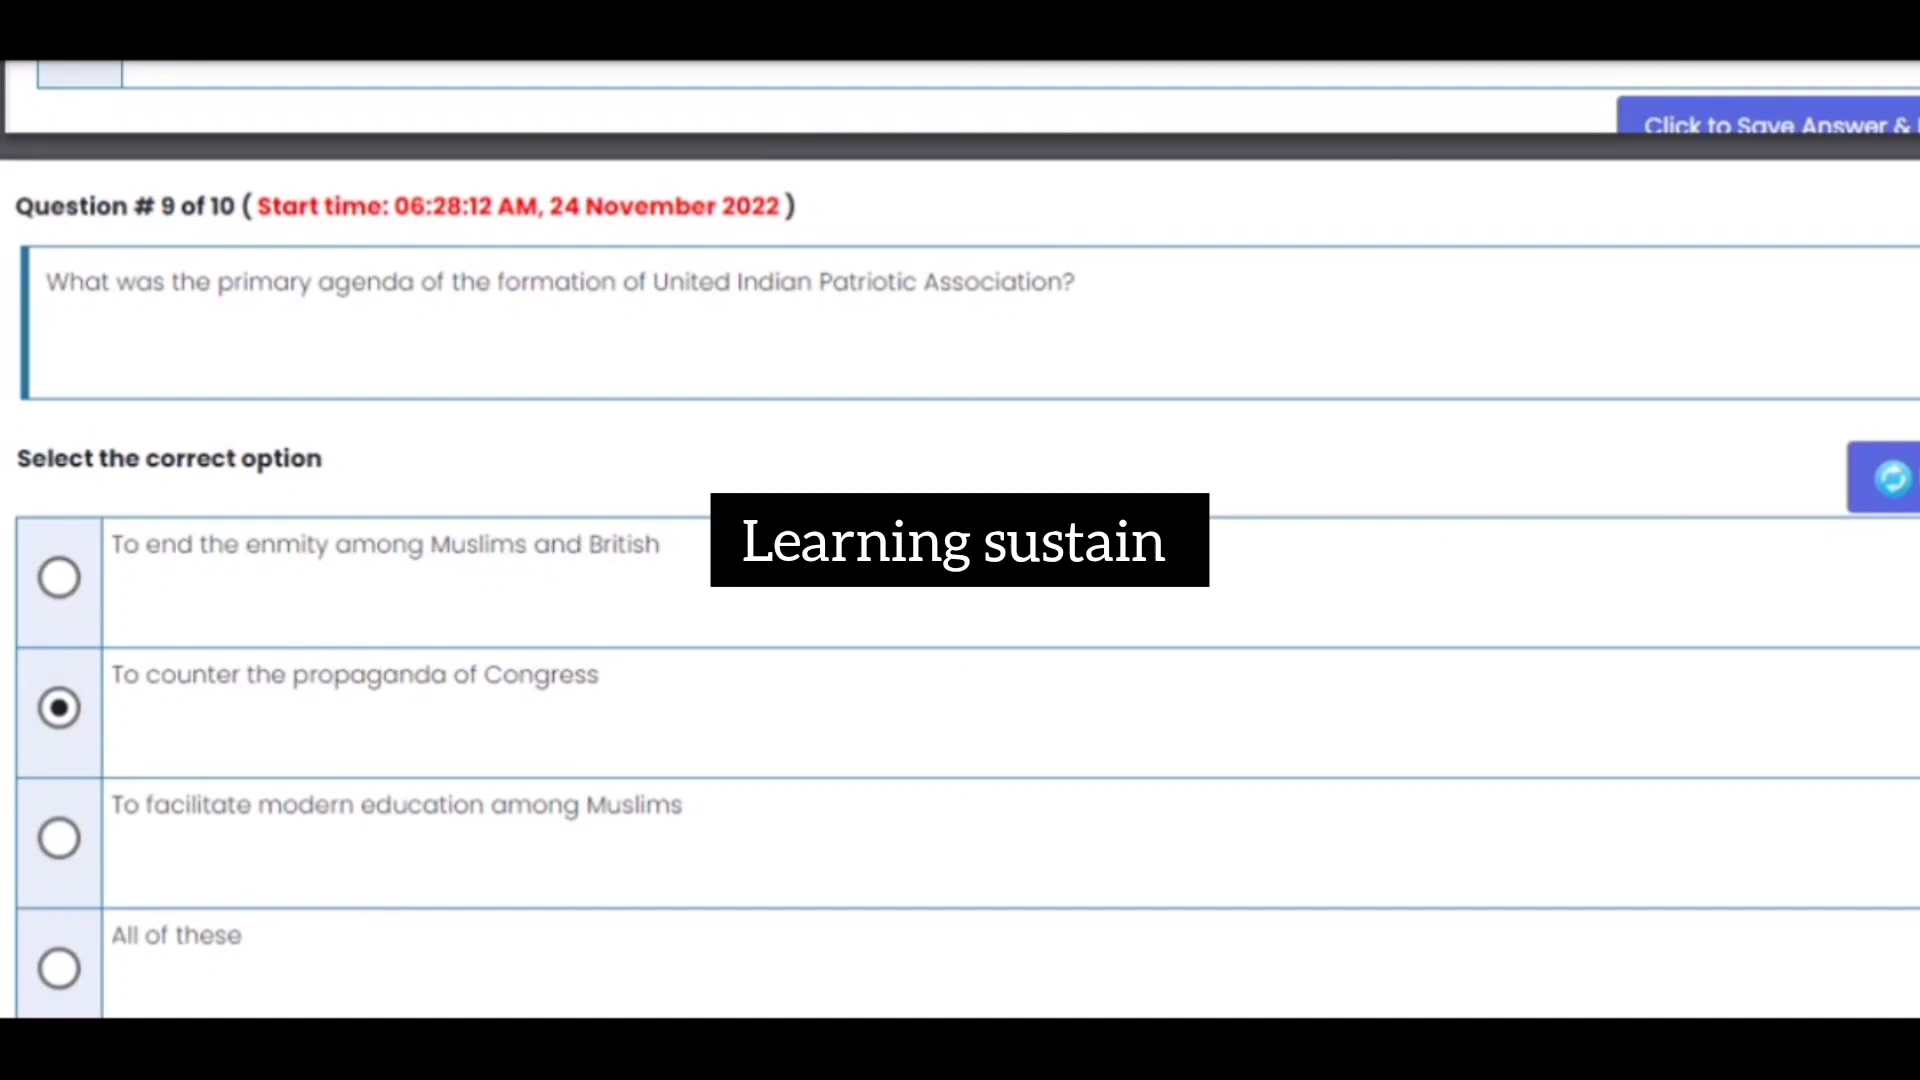 Click to Save Answer &
Question # 9 of 10 ( Start time: 06:28:12 AM, 24 November 2022 )
What was the primary agenda of the formation of United Indian Patriotic Association?
Select the correct option
Learning sustain
To end the enmity among Muslims and British
To counter the propaganda of Congress
To facilitate modern education among Muslims
All of these